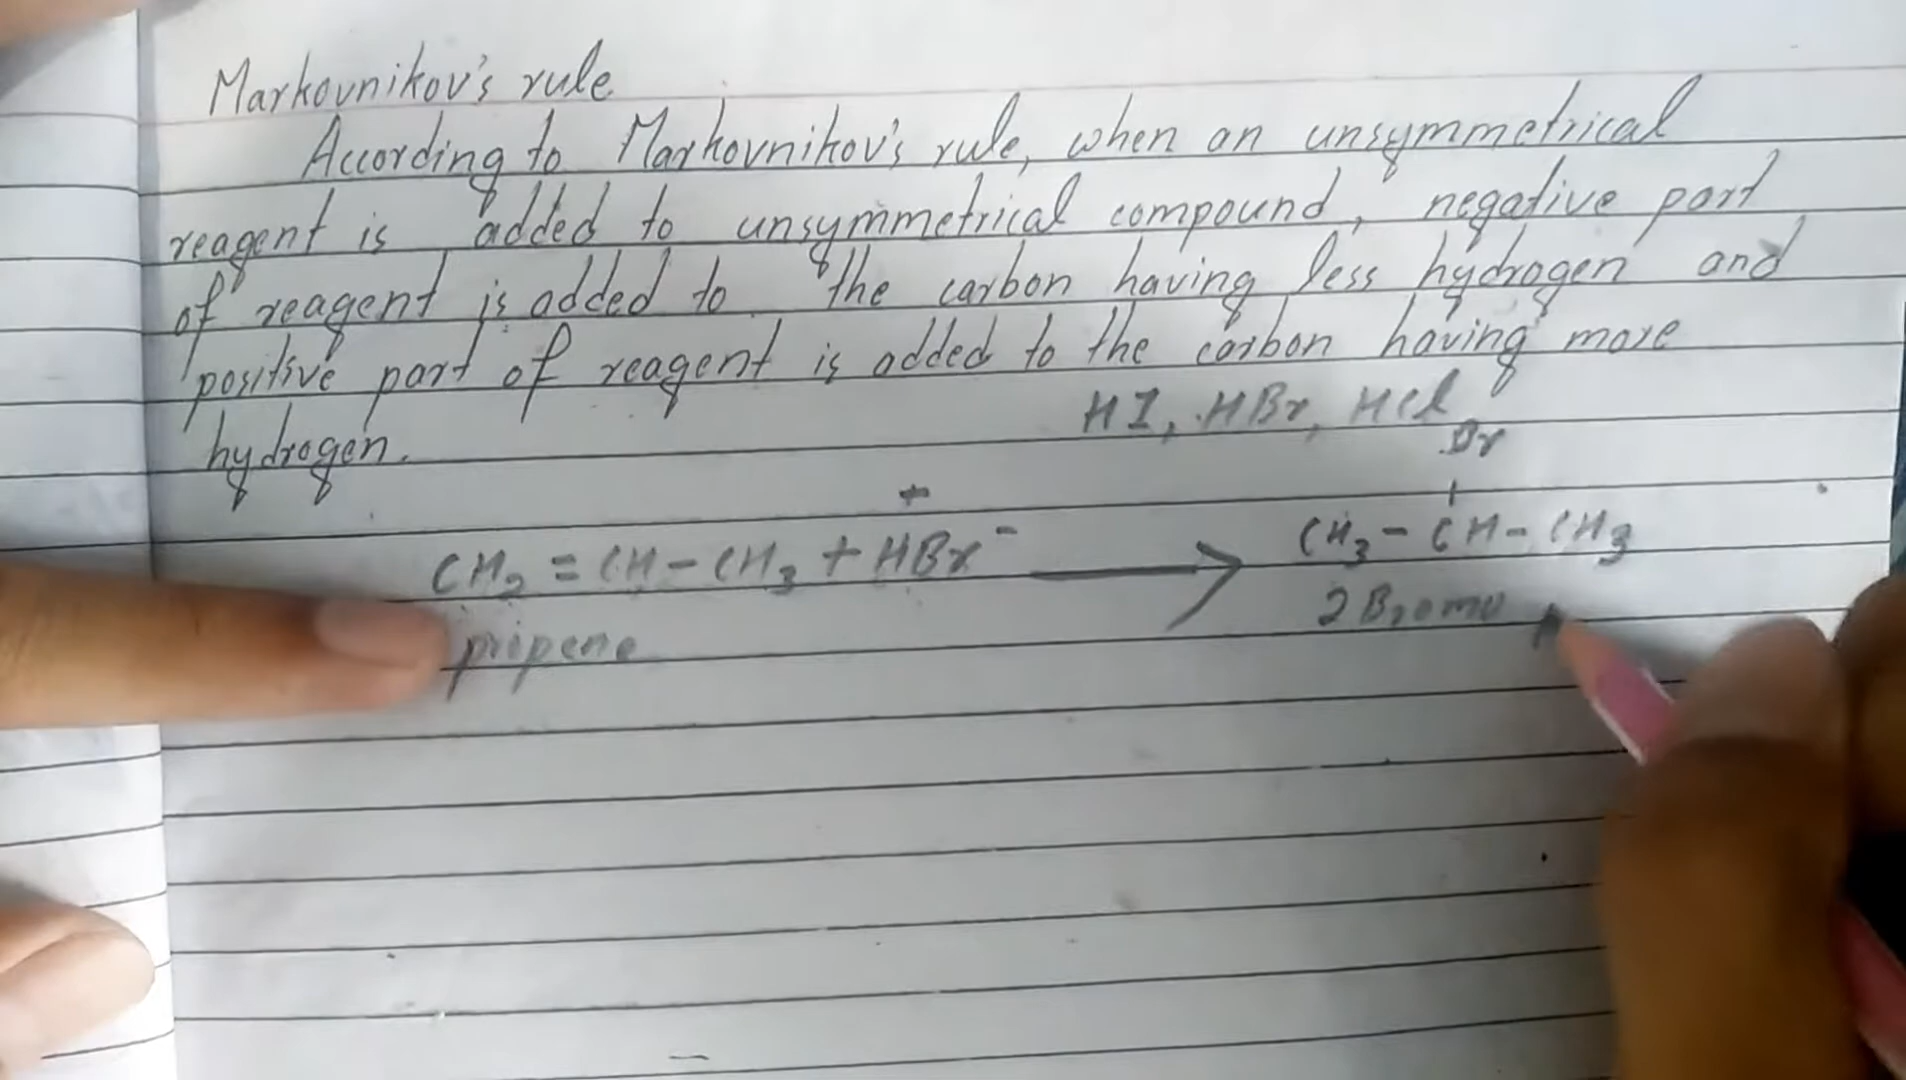 Markovnikov's rule
According to Markovnikov's rule, when an unsymmetrical
reagent is added to unsymmetrical compound, negative part
of reagent is added to the carbon having less hydrogen and
positive part of reagent is added to the carbon having more
hydrogen.
HI, HBr, HCl
Br
+
CH2 = CH - CH3 + HBr - → CH3 - CH - CH3
propene 2 Bromo